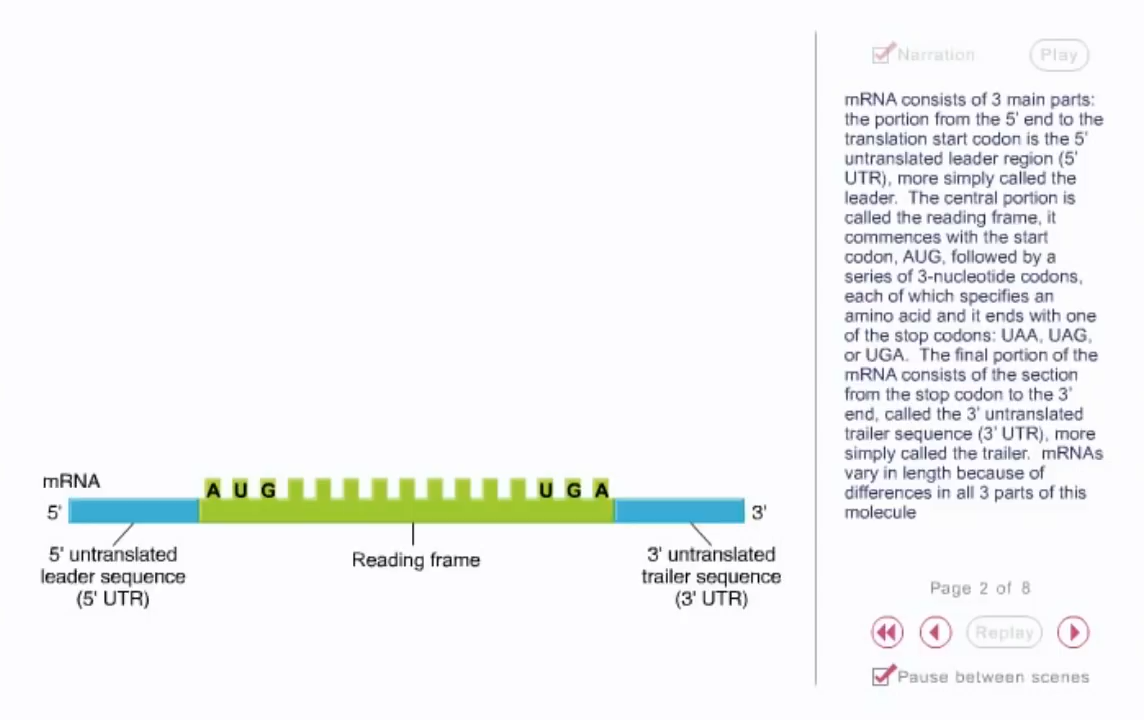 Narration
Play
mRNA consists of 3 main parts:
the portion from the 5' end to the
translation start codon is the 5'
untranslated leader region (5'
UTR), more simply called the
leader. The central portion is
called the reading frame, it
commences with the start
codon, AUG, followed by a
series of 3-nucleotide codons,
each of which specifies an
amino acid and it ends with one
of the stop codons: UAA, UAG,
or UGA. The final portion of the
mRNA consists of the section
from the stop codon to the 3'
end, called the 3' untranslated
trailer sequence (3' UTR), more
simply called the trailer. mRNAs
vary in length because of
differences in all 3 parts of this
molecule
mRNA
A U G
U G A
5'
3'
5' untranslated
leader sequence
(5' UTR)
Reading frame
3' untranslated
trailer sequence
(3' UTR)
Page 2 of 8
Replay
Pause between scenes